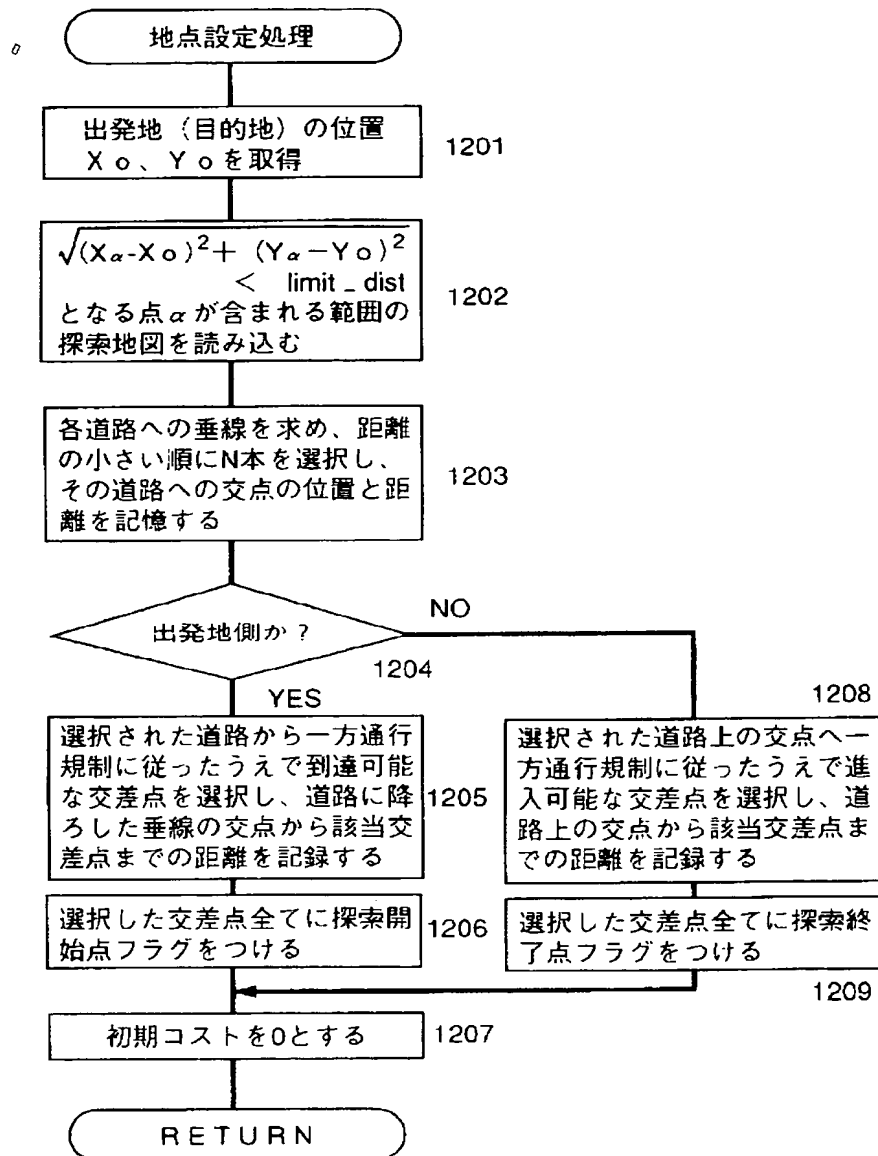 地点設定処理
出発地（目的地）の位置
Xo、Yoを取得
1201
√(Xα-Xo)²+(Yα-Yo)²
< limit_dist
となる点αが含まれる範囲の
探索地図を読み込む
1202
各道路への垂線を求め、距離
の小さい順にN本を選択し、
その道路への交点の位置と距
離を記憶する
1203
出発地側か？
NO
1204
YES
選択された道路から一方通行
規制に従ったうえで到達可能
な交差点を選択し、道路に降
ろした垂線の交点から該当交
差点までの距離を記録する
1205
選択した交差点全てに探索開
始点フラグをつける
1206
1208
選択された道路上の交点へ一
方通行規制に従ったうえで進
入可能な交差点を選択し、道
路上の交点から該当交差点ま
での距離を記録する
選択した交差点全てに探索終
了点フラグをつける
1209
初期コストを0とする
1207
RETURN